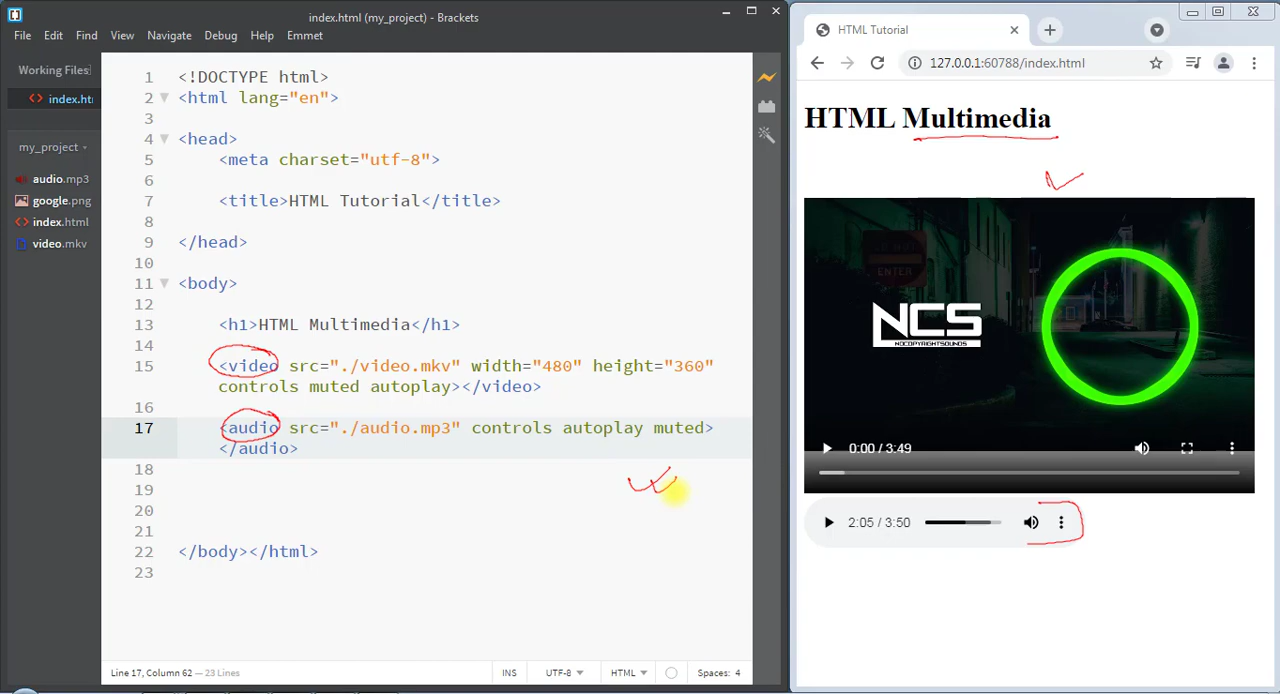 index.html (my_project) - Brackets
File Edit Find View Navigate Debug Help Emmet
Working Files
index.ht
my_project
audio.mp3
google.png
index.html
video.mkv
1 <!DOCTYPE html>
2 <html lang="en">
3
4 <head>
5 <meta charset="utf-8">
6
7 <title>HTML Tutorial</title>
8
9 </head>
10
11 <body>
12
13 <h1>HTML Multimedia</h1>
14
15 <video src="./video.mkv" width="480" height="360"
controls muted autoplay></video>
16
17 <audio src="./audio.mp3" controls autoplay muted>
</audio>
18
19
20
21
22 </body></html>
23
Line 17, Column 62 — 23 Lines
INS UTF-8 HTML Spaces: 4
HTML Tutorial
127.0.0.1:60788/index.html
HTML Multimedia
ENTER
NCS
NOCOPYRIGHTSOUNDS
0:00 / 3:49
2:05 / 3:50